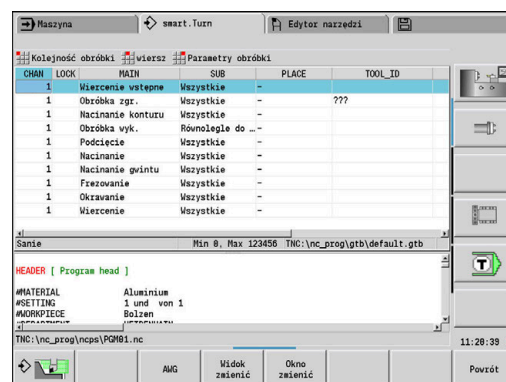 Maszyna smart.Turn Edytor narzędzi
Kolejność obróbki wiersz Parametry obróbki
CHAN LOCK MAIN SUB PLACE TOOL_ID
1 Wiercenie wstępne Wszystkie -
1 Obróbka zgr. Wszystkie - ???
1 Nacinanie konturu Wszystkie -
1 Obróbka wyk. Równolegle do ...-
1 Podcięcie Wszystkie -
1 Nacinanie Wszystkie -
1 Nacinanie gwintu Wszystkie -
1 Frezowanie Wszystkie -
1 Okrawanie Wszystkie -
1 Wiercenie Wszystkie -
Sanie Min 0, Max 123456 TNC:\nc_prog\gtb\default.gtb
HEADER [ Program head ]
#MATERIAL Aluminium
#SETTING 1 und von 1
#WORKPIECE Bolzen
T
TNC:\nc_prog\ncps\PGM01.nc
11:20:39
AWG Widok zmienić Okno zmienić Powrót